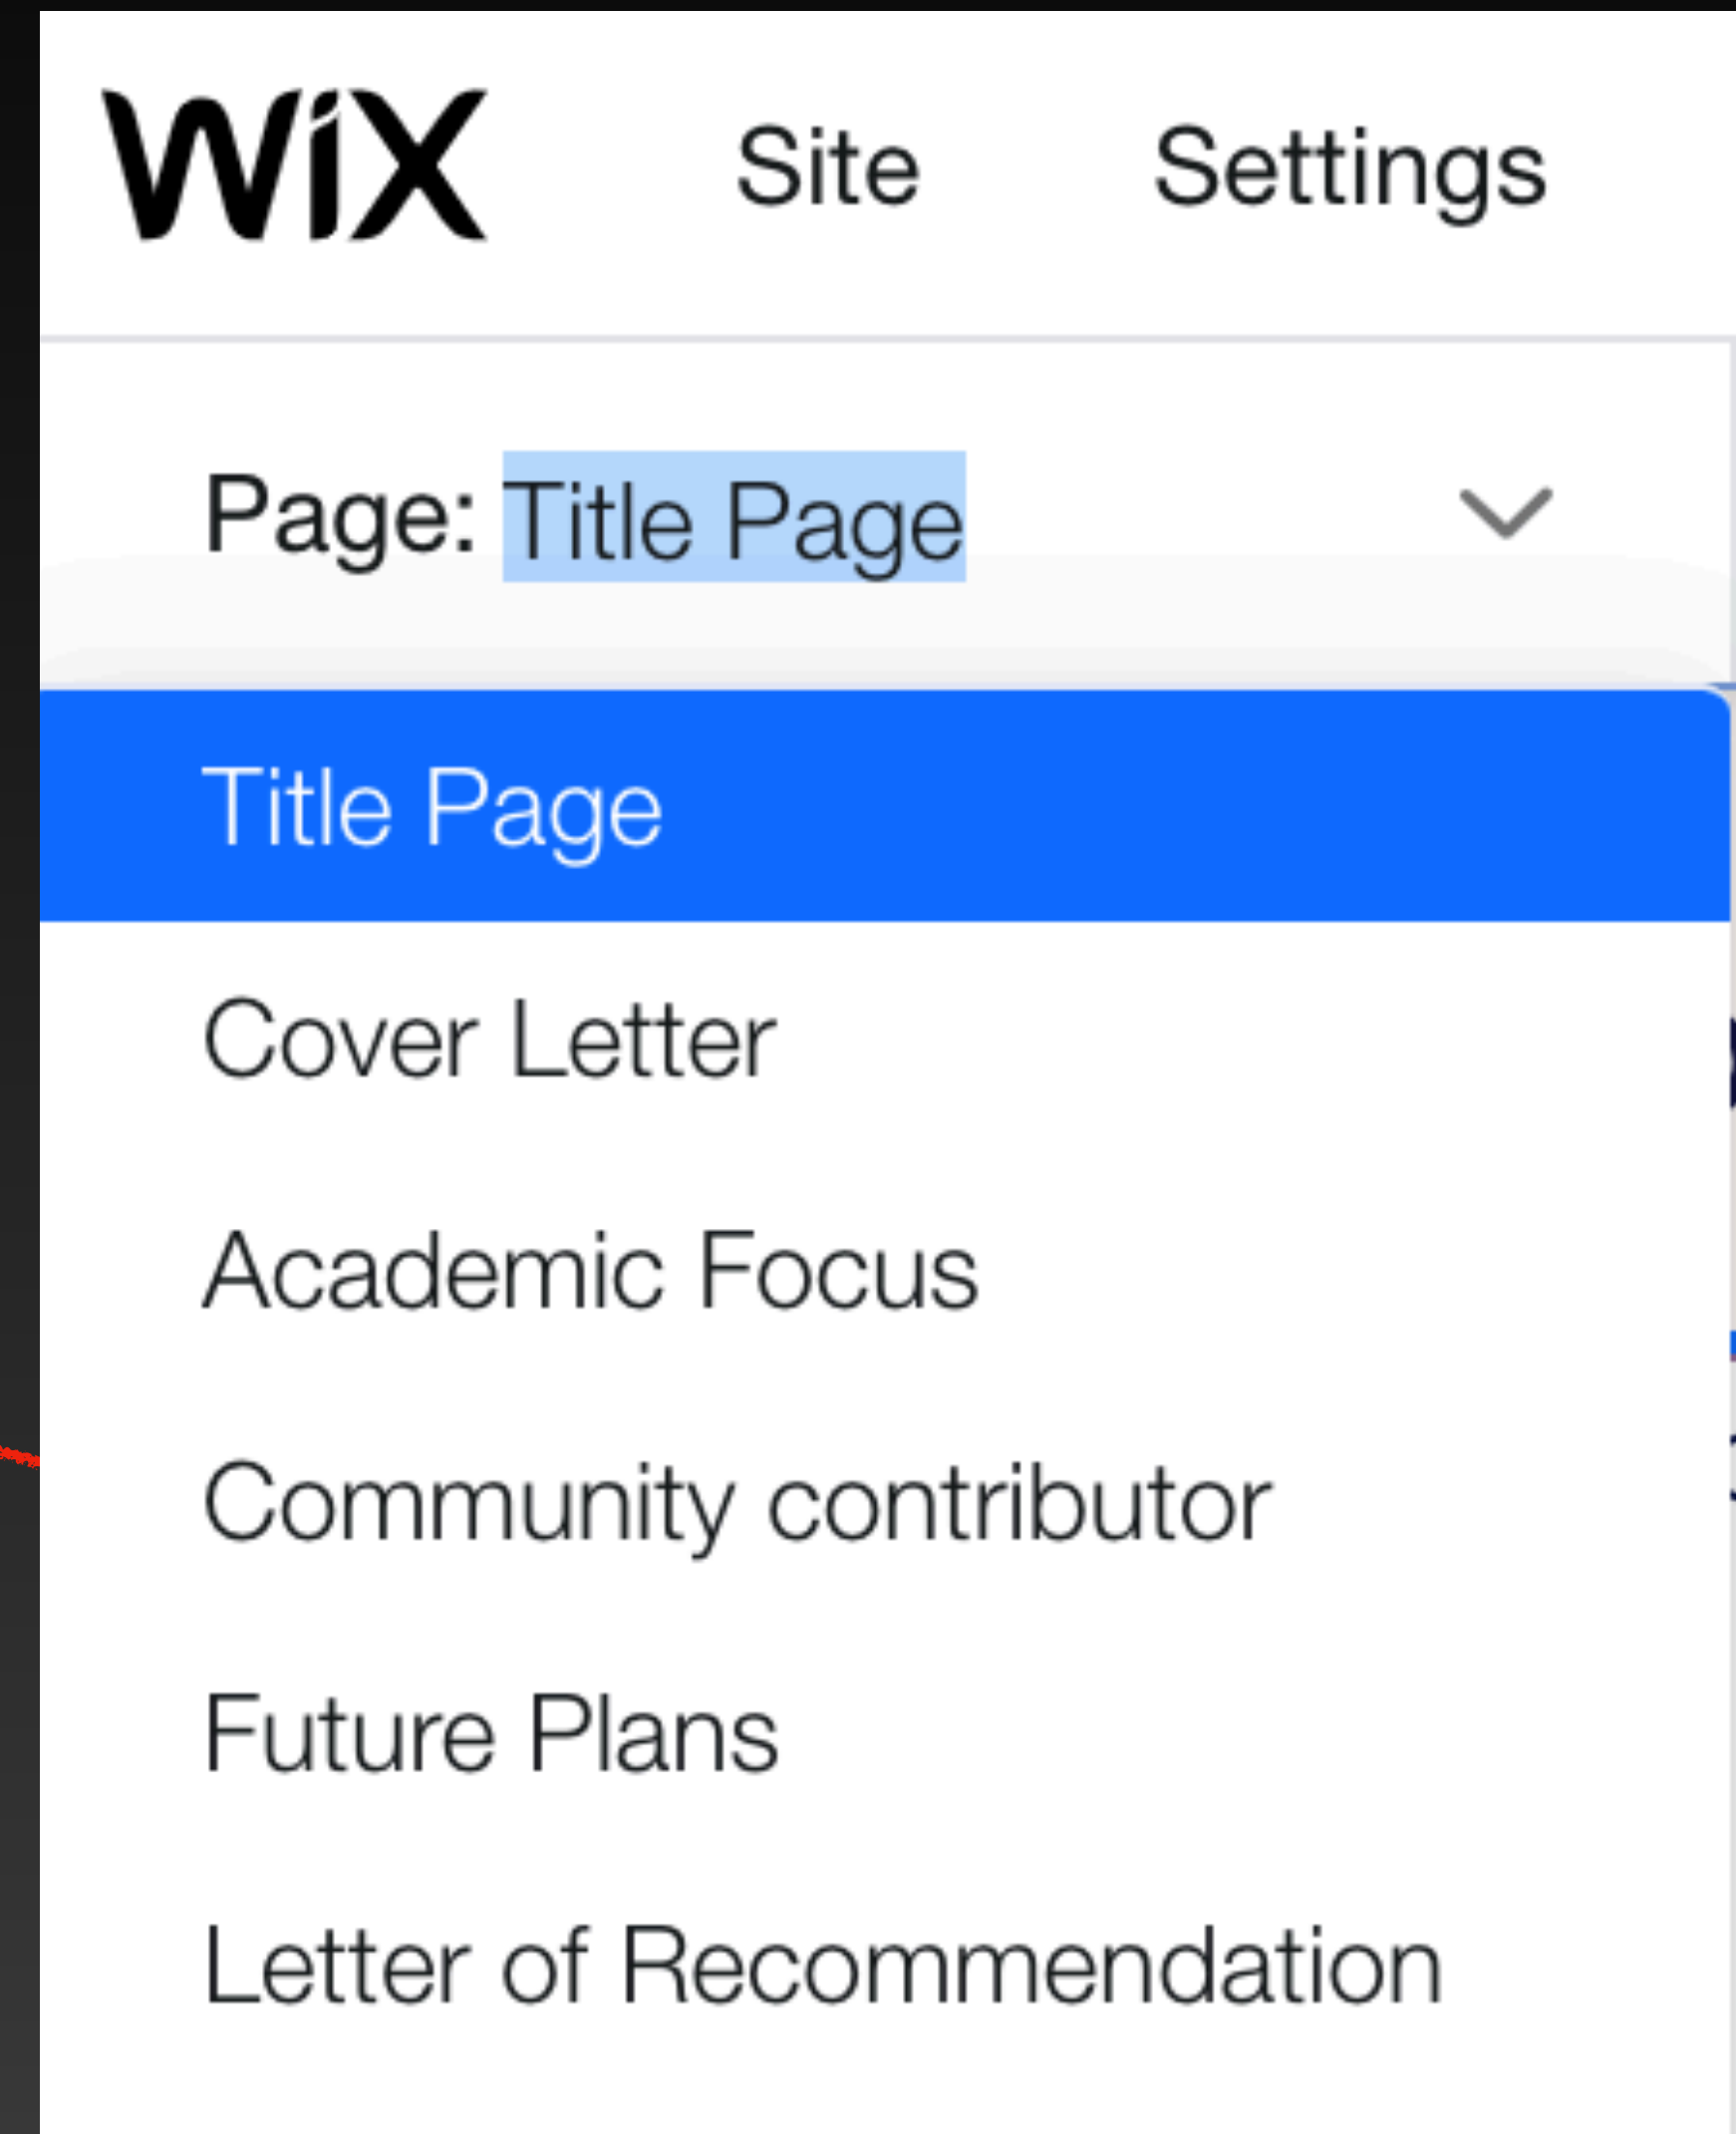 WiX Site Settings
Page: Title Page
Title Page
Cover Letter
Academic Focus
Community contributor
Future Plans
Letter of Recommendation